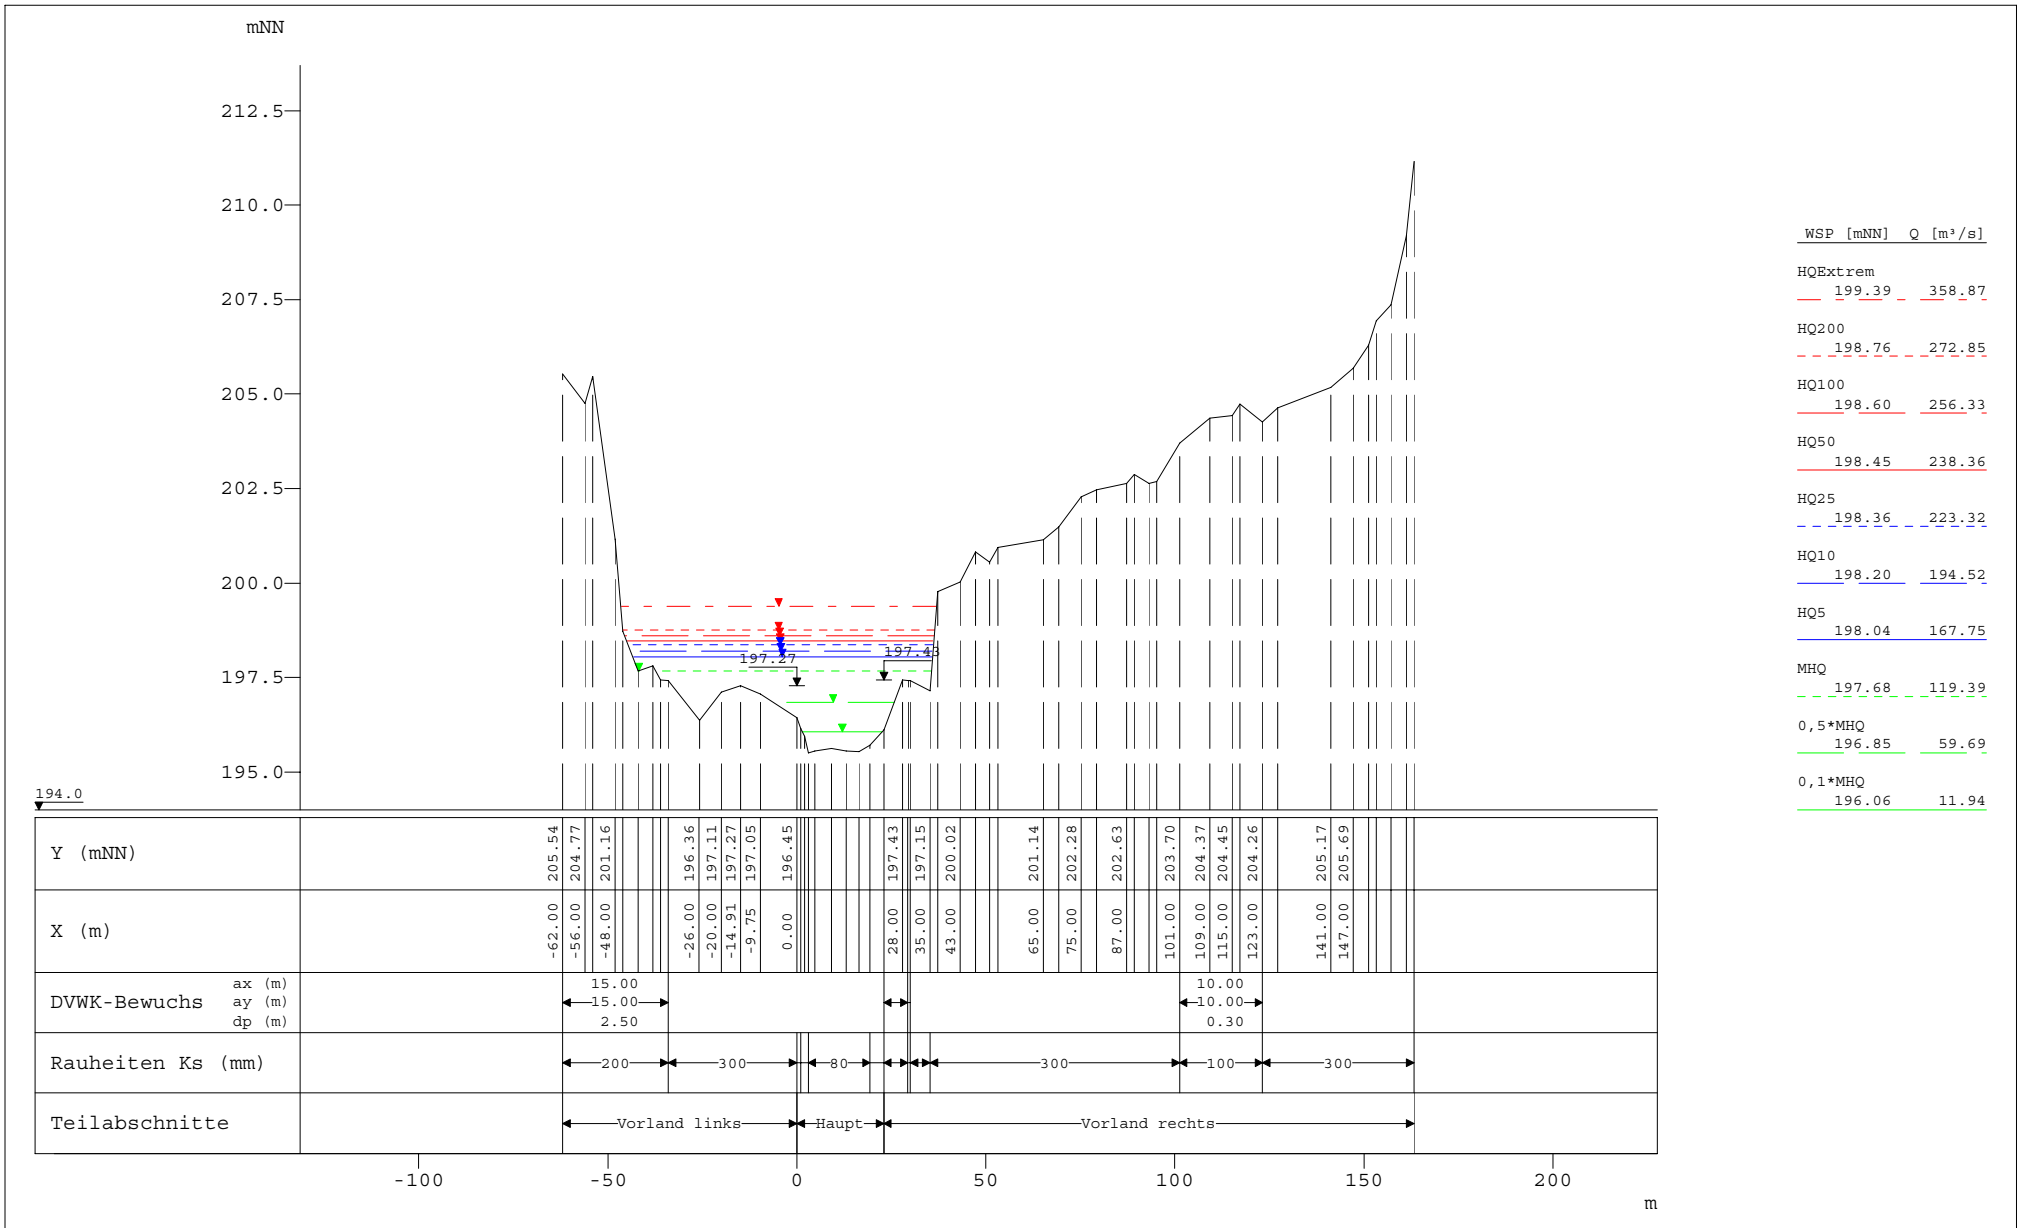 mNN
212.5
210.0
207.5
205.0
202.5
200.0
197.5
195.0
194.0
197.27
197.43
WSP [mNN] Q [m³/s]
HQExtrem
199.39 358.87
HQ200
198.76 272.85
HQ100
198.60 256.33
HQ50
198.45 238.36
HQ25
198.36 223.32
HQ10
198.20 194.52
HQ5
198.04 167.75
MHQ
197.68 119.39
0,5*MHQ
196.85 59.69
0,1*MHQ
196.06 11.94
Y (mNN) 205.54 204.77 201.16 196.36 197.11 197.27 197.05 196.45 197.43 197.15 200.02 201.14 202.28 202.63 203.70 204.37 204.45 204.26 205.17 205.69
X (m) -62.00 -56.00 -48.00 -26.00 -20.00 -14.91 -9.75 0.00 28.00 35.00 43.00 65.00 75.00 87.00 101.00 109.00 115.00 123.00 141.00 147.00
ax (m) 15.00 10.00
DVWK-Bewuchs ay (m) 15.00 10.00
dp (m) 2.50 0.30
Rauheiten Ks (mm) 200 300 80 300 100 300
Teilabschnitte Vorland links Haupt Vorland rechts
-100 -50 0 50 100 150 200
m